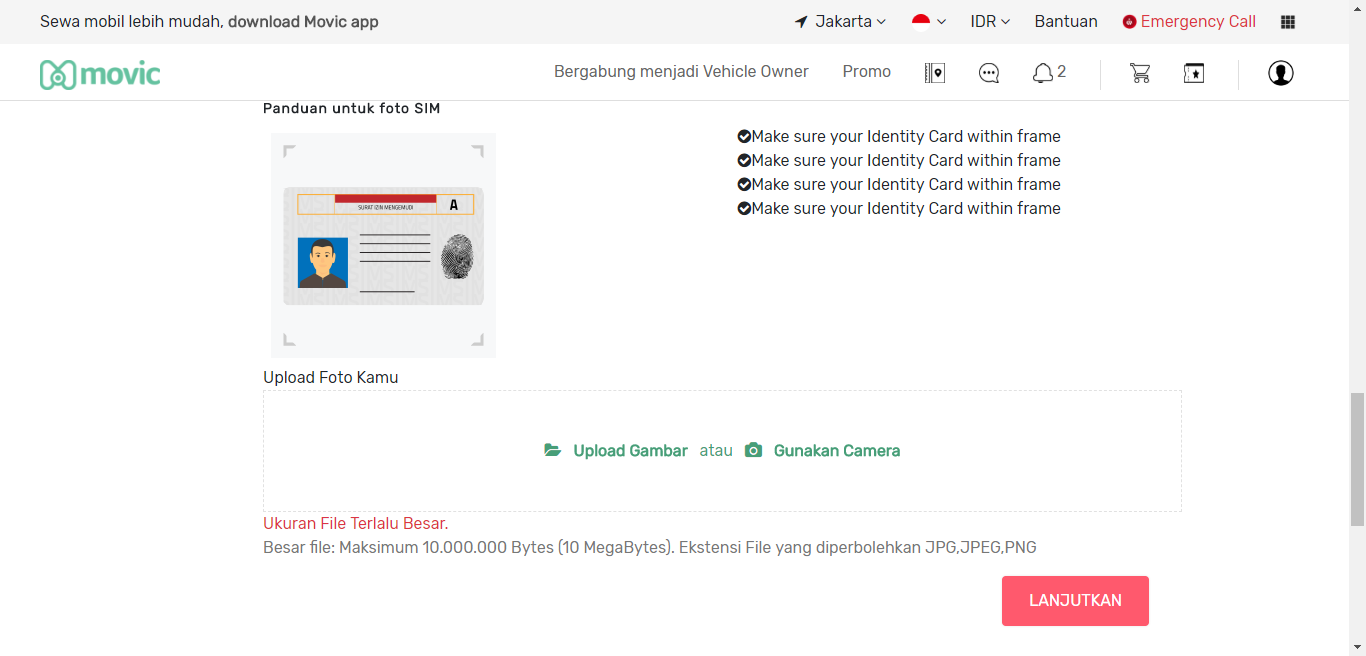 Sewa mobil lebih mudah, download Movic app
Jakarta
IDR
Bantuan
Emergency Call
movic
Bergabung menjadi Vehicle Owner
Promo
2
Panduan untuk foto SIM
SURAT IZIN MENGEMUDI
A
Make sure your Identity Card within frame
Make sure your Identity Card within frame
Make sure your Identity Card within frame
Make sure your Identity Card within frame
Upload Foto Kamu
Upload Gambar atau Gunakan Camera
Ukuran File Terlalu Besar.
Besar file: Maksimum 10.000.000 Bytes (10 MegaBytes). Ekstensi File yang diperbolehkan JPG,JPEG,PNG
LANJUTKAN